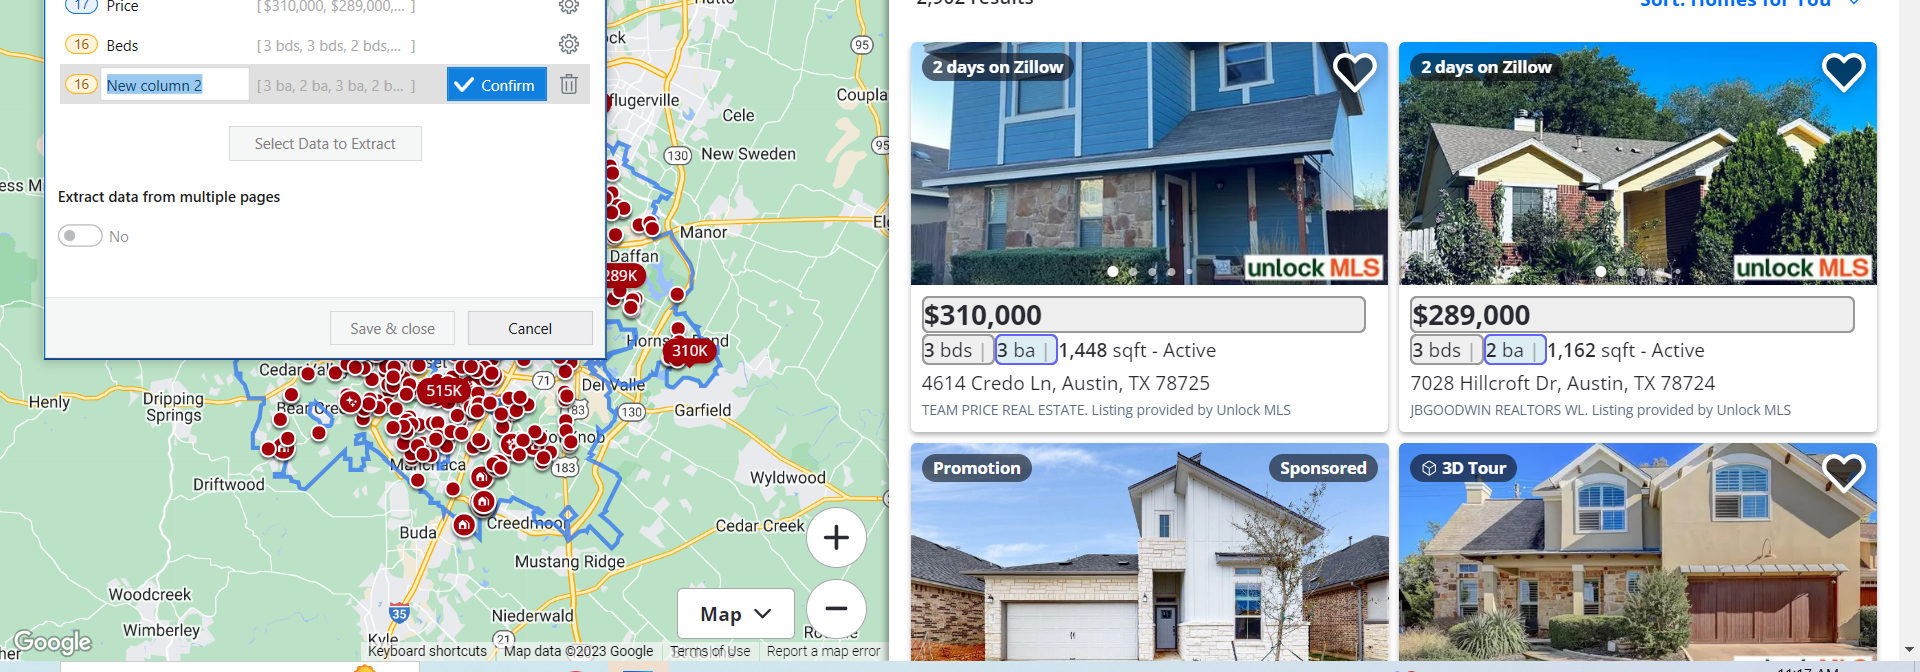 17 Price [ $310,000, $289,000,... ]
16 Beds [ 3 bds, 3 bds, 2 bds,... ]
16 New column 2 [ 3 ba, 2 ba, 3 ba, 2 b... ] Confirm
Select Data to Extract
Extract data from multiple pages
No
Save & close
Cancel
95
Coupla
flugerville
Cele
95
130
New Sweden
Manor
Daffan
289K
310K
515K
71
Del Valle
Henly
Dripping
Springs
183
130
Garfield
183
Manchaca
Driftwood
Wyldwood
Buda
Creedmoor
Cedar Creek
Mustang Ridge
Woodcreek
Wimberley
35
Niederwald
21
Kyle
Map
Google
Keyboard shortcuts
Map data ©2023 Google
Terms of Use
Report a map error
2,902 results
Sort: Homes for You
2 days on Zillow
unlock MLS
$310,000
3 bds | 3 ba | 1,448 sqft - Active
4614 Credo Ln, Austin, TX 78725
TEAM PRICE REAL ESTATE. Listing provided by Unlock MLS
2 days on Zillow
unlock MLS
$289,000
3 bds | 2 ba | 1,162 sqft - Active
7028 Hillcroft Dr, Austin, TX 78724
JBGOODWIN REALTORS WL. Listing provided by Unlock MLS
Promotion
Sponsored
3D Tour
11:17 AM